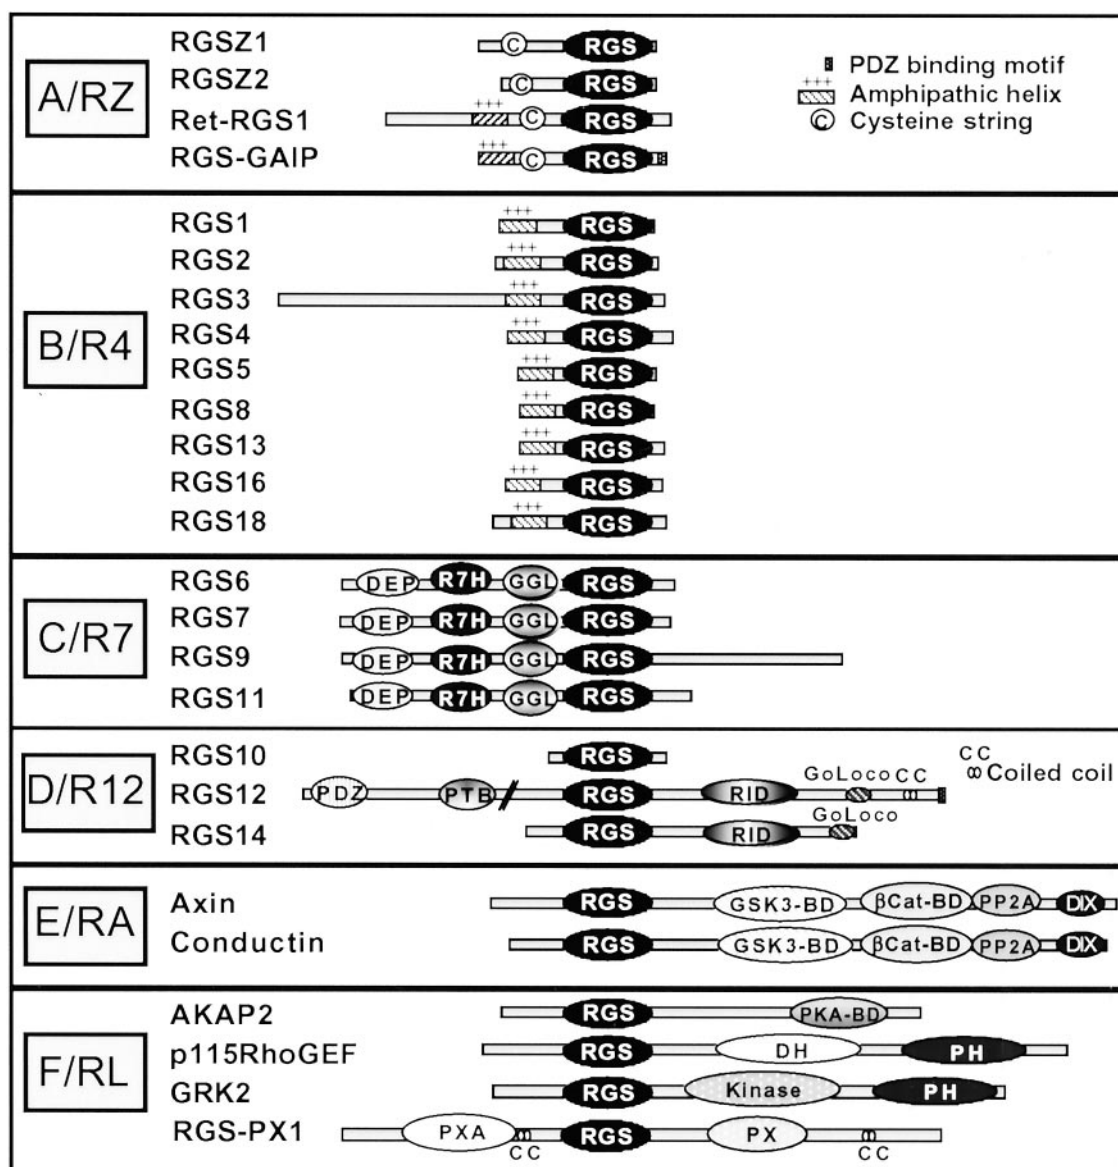 RGSZ1 C RGS
RGSZ2 C RGS
Ret-RGS1 +++ C RGS
RGS-GAIP +++ C RGS
A/RZ
PDZ binding motif
+++ Amphipathic helix
C Cysteine string
RGS1 +++ RGS
RGS2 +++ RGS
RGS3 +++ RGS
RGS4 +++ RGS
RGS5 +++ RGS
RGS8 +++ RGS
RGS13 +++ RGS
RGS16 +++ RGS
RGS18 +++ RGS
B/R4
RGS6 DEP R7H GGL RGS
RGS7 DEP R7H GGL RGS
RGS9 DEP R7H GGL RGS
RGS11 DEP R7H GGL RGS
C/R7
RGS10 RGS
CC Coiled coil
GoLoco CC
RGS12 PDZ PTB RGS RID
GoLoco
RGS14 RGS RID
D/R12
Axin RGS GSK3-BD βCat-BD PP2A DIX
Conductin RGS GSK3-BD βCat-BD PP2A DIX
E/RA
AKAP2 RGS PKA-BD
p115RhoGEF RGS DH PH
GRK2 RGS Kinase PH
RGS-PX1 PXA RGS PX
CC CC
F/RL